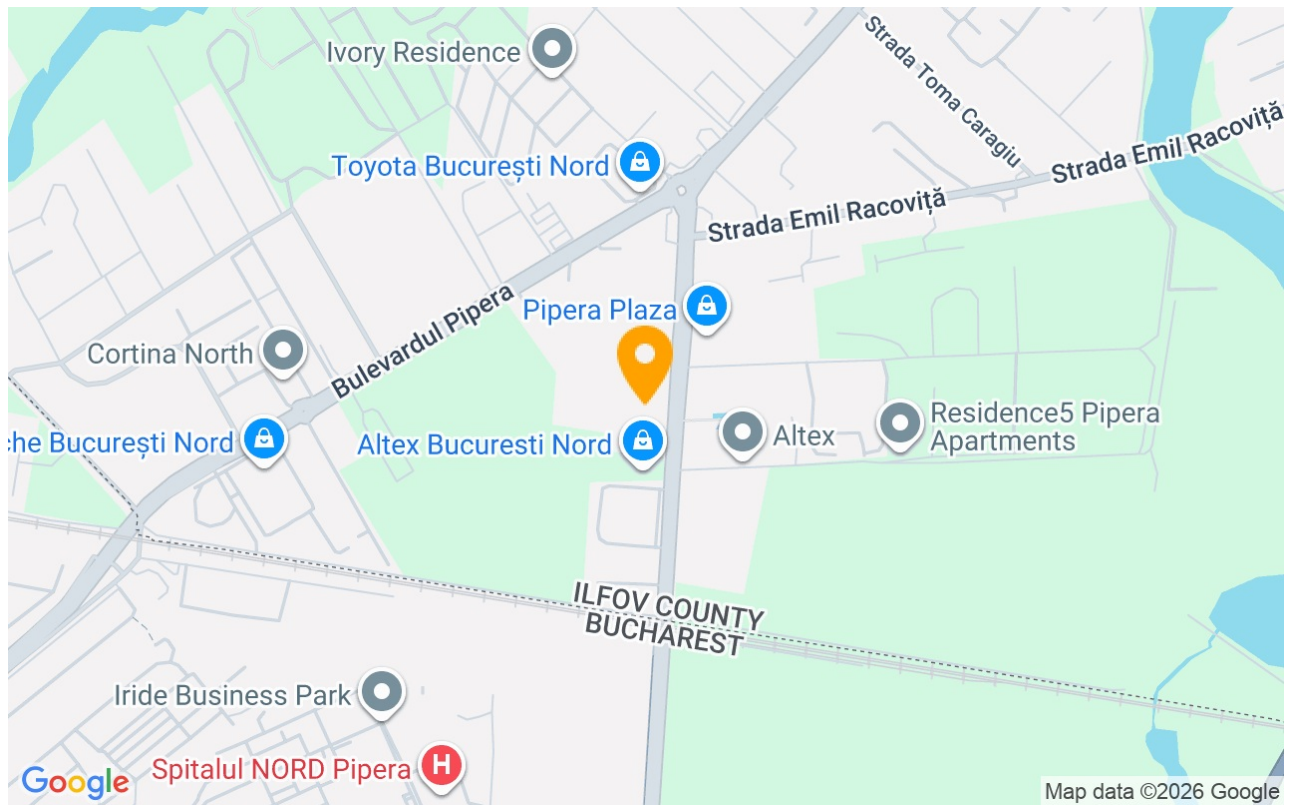 Ivory Residence
Strada Toma Caragiu
Strada Emil Racoviță
Toyota București Nord
Strada Emil Racoviță
Pipera Plaza
Bulevardul Pipera
Cortina North
che București Nord
Altex Bucuresti Nord
Altex
Residence5 Pipera
Apartments
ILFOV COUNTY
BUCHAREST
Iride Business Park
Spitalul NORD Pipera
H
Google
Map data ©2026 Google